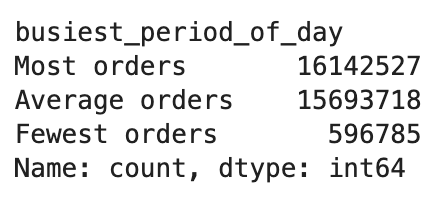 busiest_period_of_day
Most orders         16142527
Average orders    15693718
Fewest orders         596785
Name: count, dtype: int64